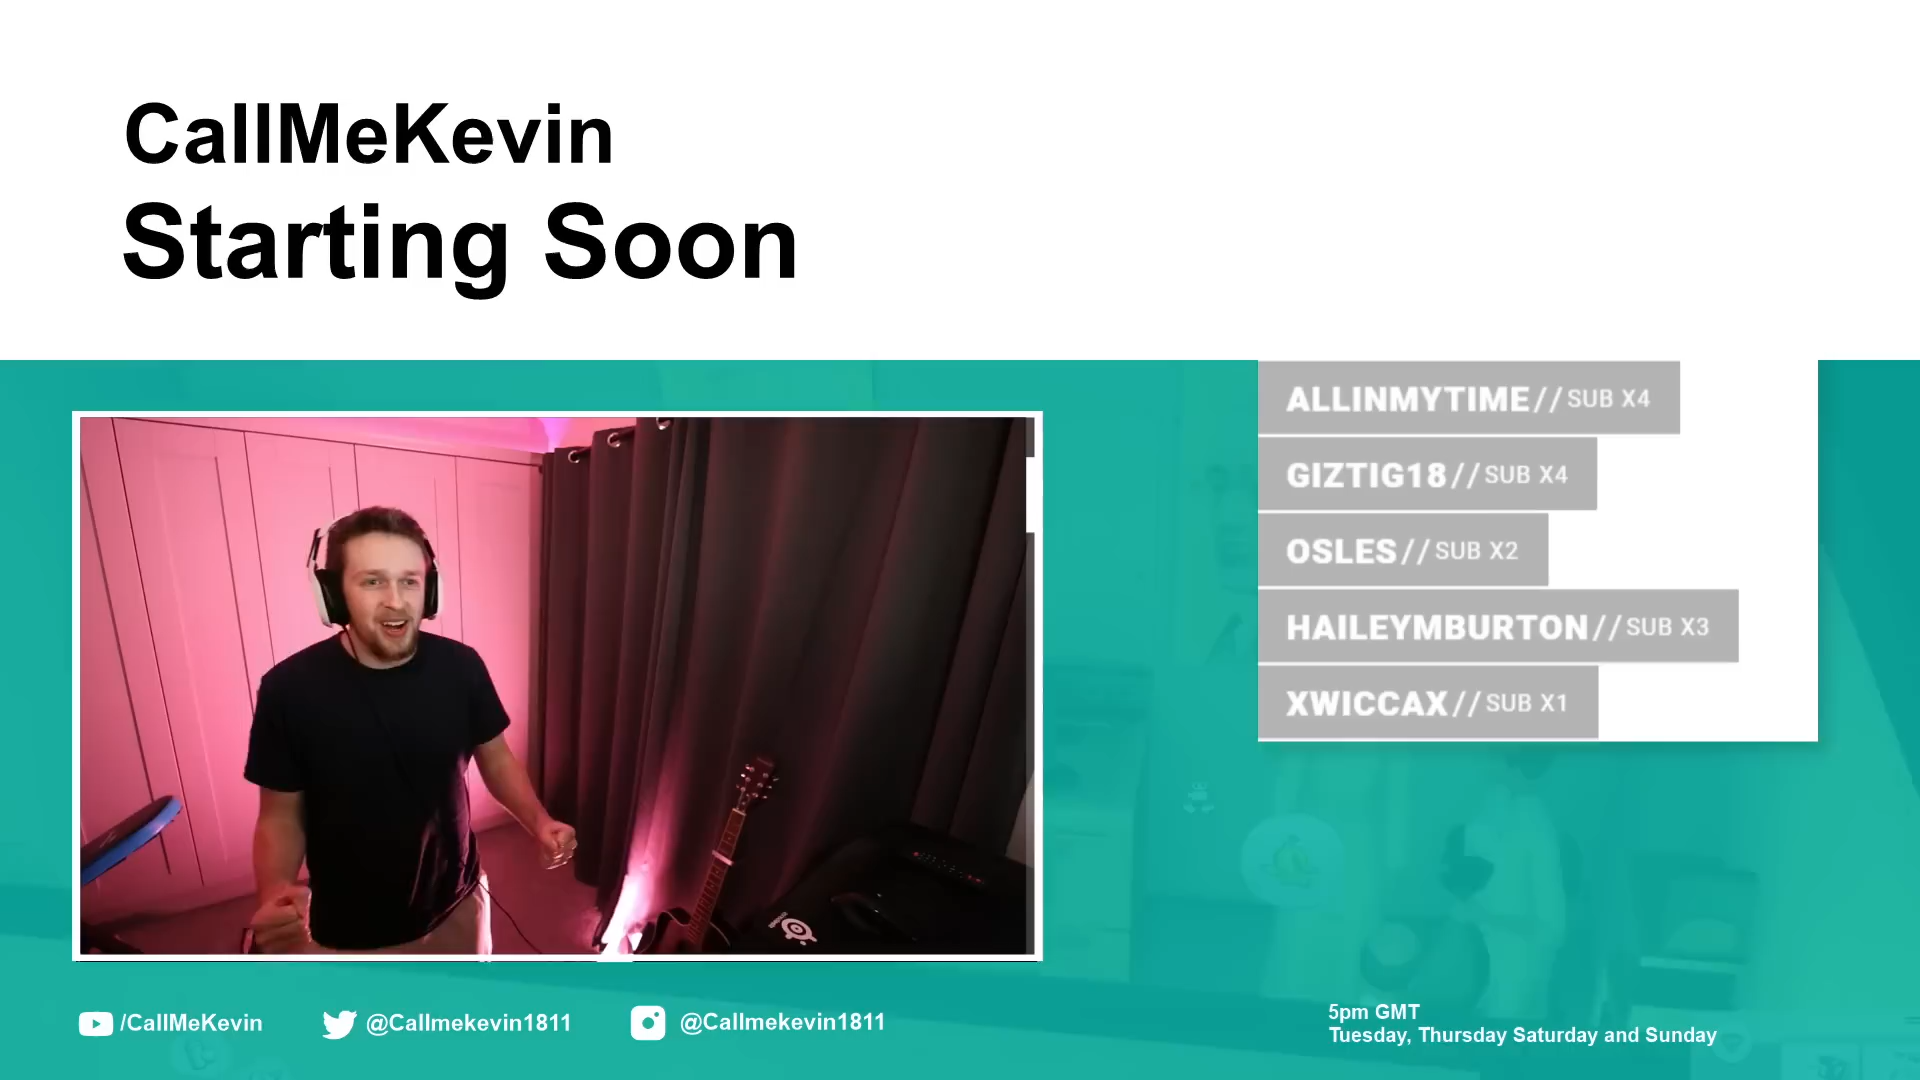 CallMeKevin
Starting Soon
ALLINMYTIME// SUB X4
GIZTIG18// SUB X4
OSLES// SUB X2
HAILEYMBURTON// SUB X3
XWICCAX// SUB X1
/CallMeKevin
@Callmekevin1811
@Callmekevin1811
5pm GMT
Tuesday, Thursday Saturday and Sunday